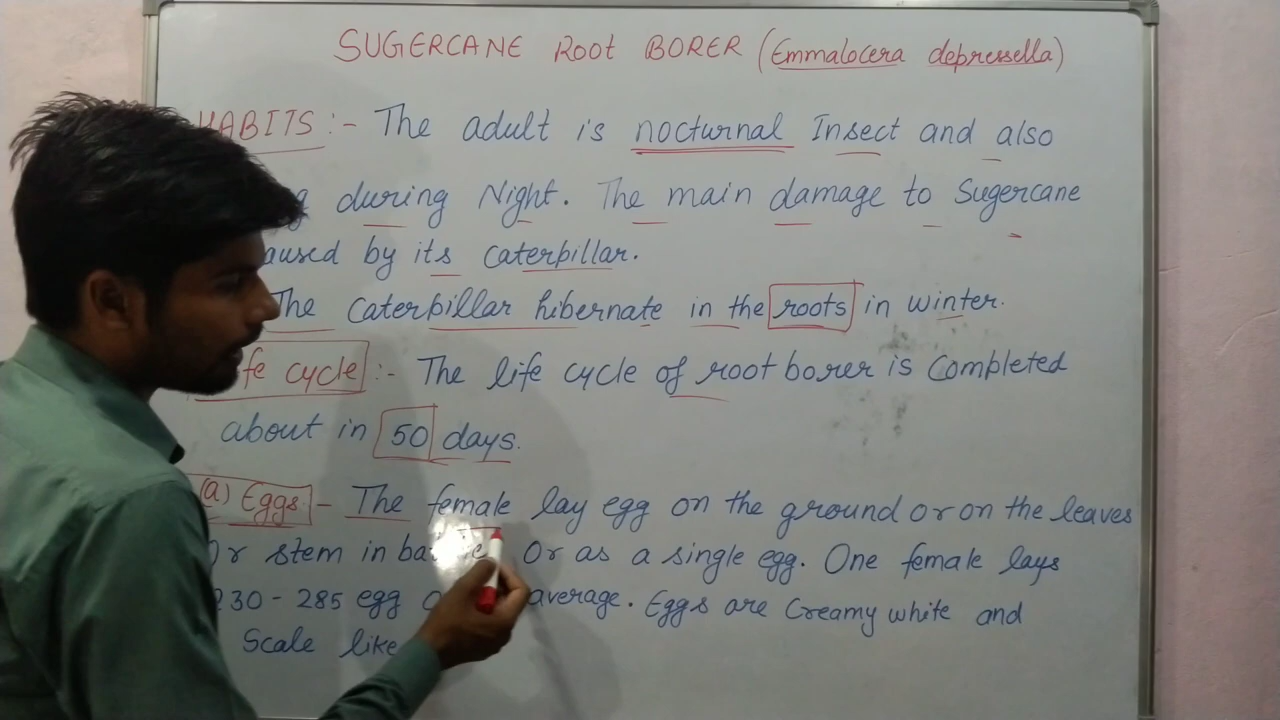 SUGERCANE Root BORER (Emmalocera depressella)
HABITS :- The adult is nocturnal Insect and also
during Night. The main damage to Sugercane
aused by its Caterpillar.
The Caterpillar hibernate in the roots in winter.
fe cycle :- The life cycle of root borer is Completed
about in 50 days.
(a) Eggs - The female lay egg on the ground or on the leaves
Or stem in Or as a single egg. One female lays
230 - 285 egg average. Eggs are Creamy white and
Scale like